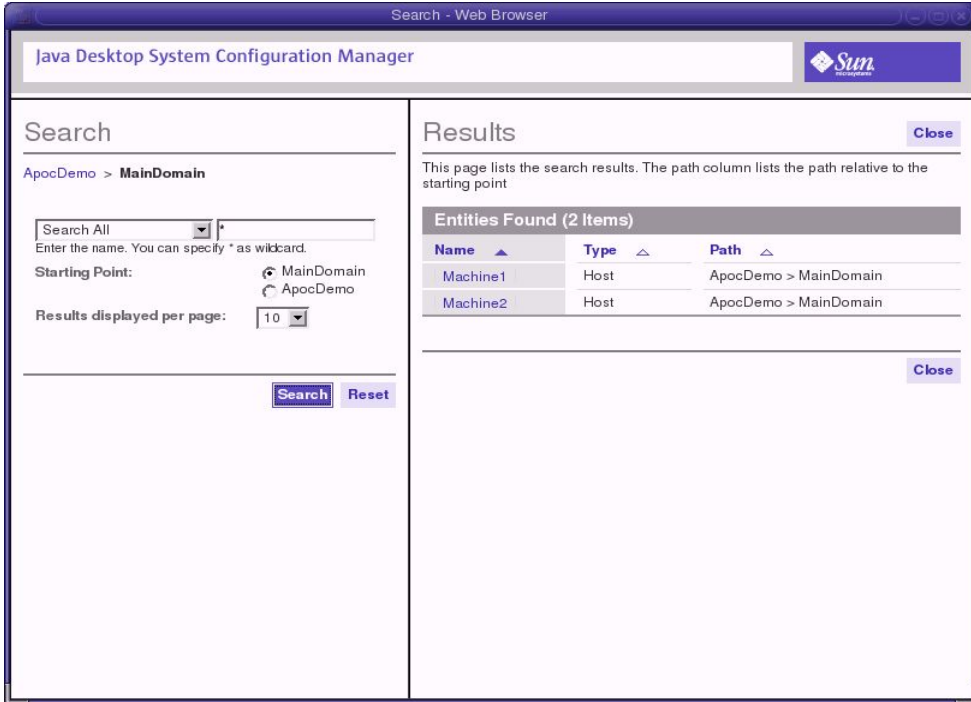 Search - Web Browser
Java Desktop System Configuration Manager
Sun
microsystems
Search
ApocDemo > MainDomain
Search All
*
Enter the name. You can specify * as wildcard.
Starting Point:
MainDomain
ApocDemo
Results displayed per page:
10
Search
Reset
Results
Close
This page lists the search results. The path column lists the path relative to the
starting point
Entities Found (2 Items)
Name Type Path
Machine1 Host ApocDemo > MainDomain
Machine2 Host ApocDemo > MainDomain
Close